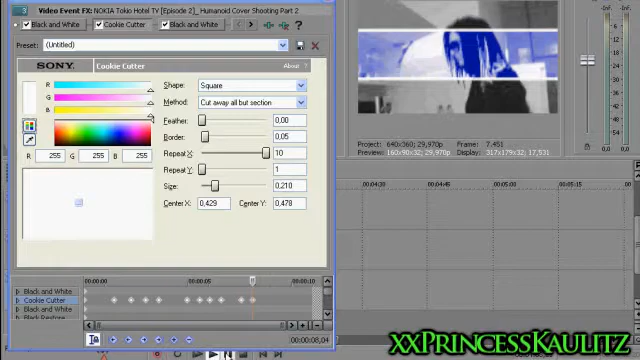 Video Event FX: NOKIA Tokio Hotel TV [Episode 2]_ Humanoid Cover Shooting Part 2
Black and White
Cookie Cutter
Black and White
Preset: (Untitled)
SONY
Cookie Cutter
About
?
R
G
B
R 255 G 255 B 255
Shape: Square
Method: Cut away all but section
Feather: 0,00
Border: 0,05
Repeat X: 10
Repeat Y: 1
Size: 0,210
Center X: 0,429 Center Y: 0,478
Project: 640x360; 29,970p
Preview: 160x90x32; 29,970p
Frame: 7.451
Display: 317x179x32; 17,531
00:00:00
00:00:05
00:00:10
Black and White
Cookie Cutter
Black and White
Black Restore
00:00:08,04
00:04:30
00:04:45
00:05:00
00:05:15
xxPrincessKaulitz